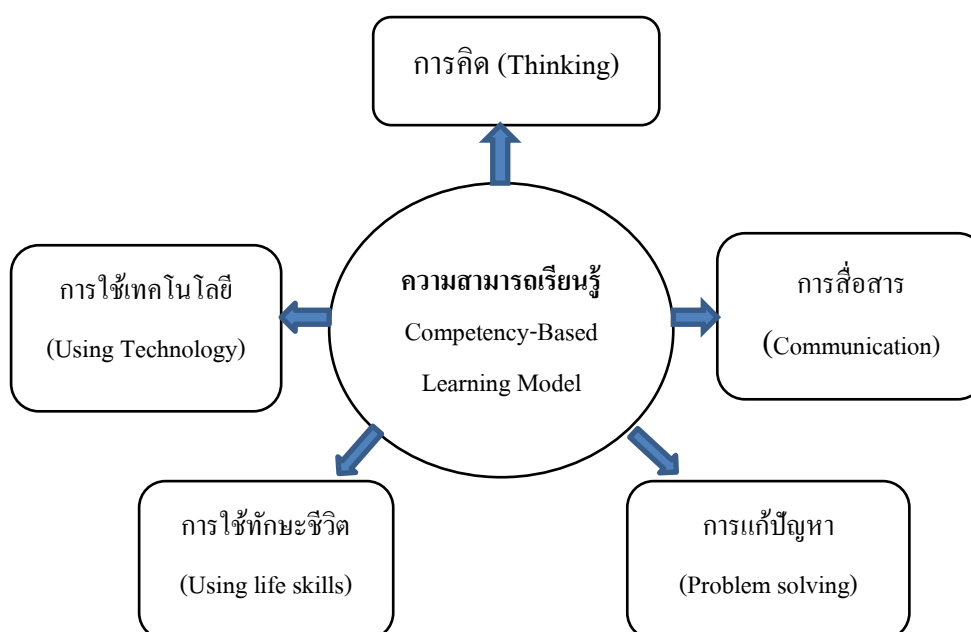 การคิด (Thinking)
การใช้เทคโนโลยี
(Using Technology)
ความสามารถเรียนรู้
Competency-Based
Learning Model
การสื่อสาร
(Communication)
การใช้ทักษะชีวิต
(Using life skills)
การแก้ปัญหา
(Problem solving)